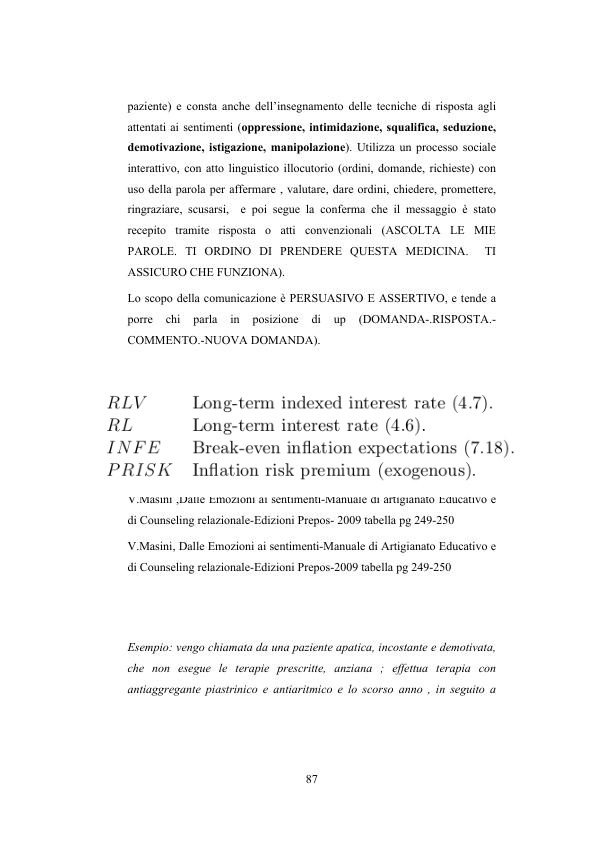 paziente) e consta anche dell’insegnamento delle tecniche di risposta agli
attentati ai sentimenti (oppressione, intimidazione, squalifica, seduzione,
demotivazione, istigazione, manipolazione). Utilizza un processo sociale
interattivo, con atto linguistico illocutorio (ordini, domande, richieste) con
uso della parola per affermare , valutare, dare ordini, chiedere, promettere,
ringraziare, scusarsi,  e poi segue la conferma che il messaggio è stato
recepito tramite risposta o atti convenzionali (ASCOLTA LE MIE
PAROLE. TI ORDINO DI PRENDERE QUESTA MEDICINA.  TI
ASSICURO CHE FUNZIONA).
Lo scopo della comunicazione è PERSUASIVO E ASSERTIVO, e tende a
porre chi parla in posizione di up (DOMANDA-.RISPOSTA.-
COMMENTO.-NUOVA DOMANDA).
RLV Long-term indexed interest rate (4.7).
RL Long-term interest rate (4.6).
INFE Break-even inflation expectations (7.18).
PRISK Inflation risk premium (exogenous).
V.Masini ,Dalle Emozioni ai sentimenti-Manuale di artigianato Educativo e
di Counseling relazionale-Edizioni Prepos- 2009 tabella pg 249-250
V.Masini, Dalle Emozioni ai sentimenti-Manuale di Artigianato Educativo e
di Counseling relazionale-Edizioni Prepos-2009 tabella pg 249-250
Esempio: vengo chiamata da una paziente apatica, incostante e demotivata,
che non esegue le terapie prescritte, anziana ; effettua terapia con
antiaggregante piastrinico e antiaritmico e lo scorso anno , in seguito a
87